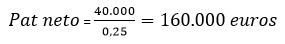 Pat neto = 40.000/0,25 = 160.000 euros